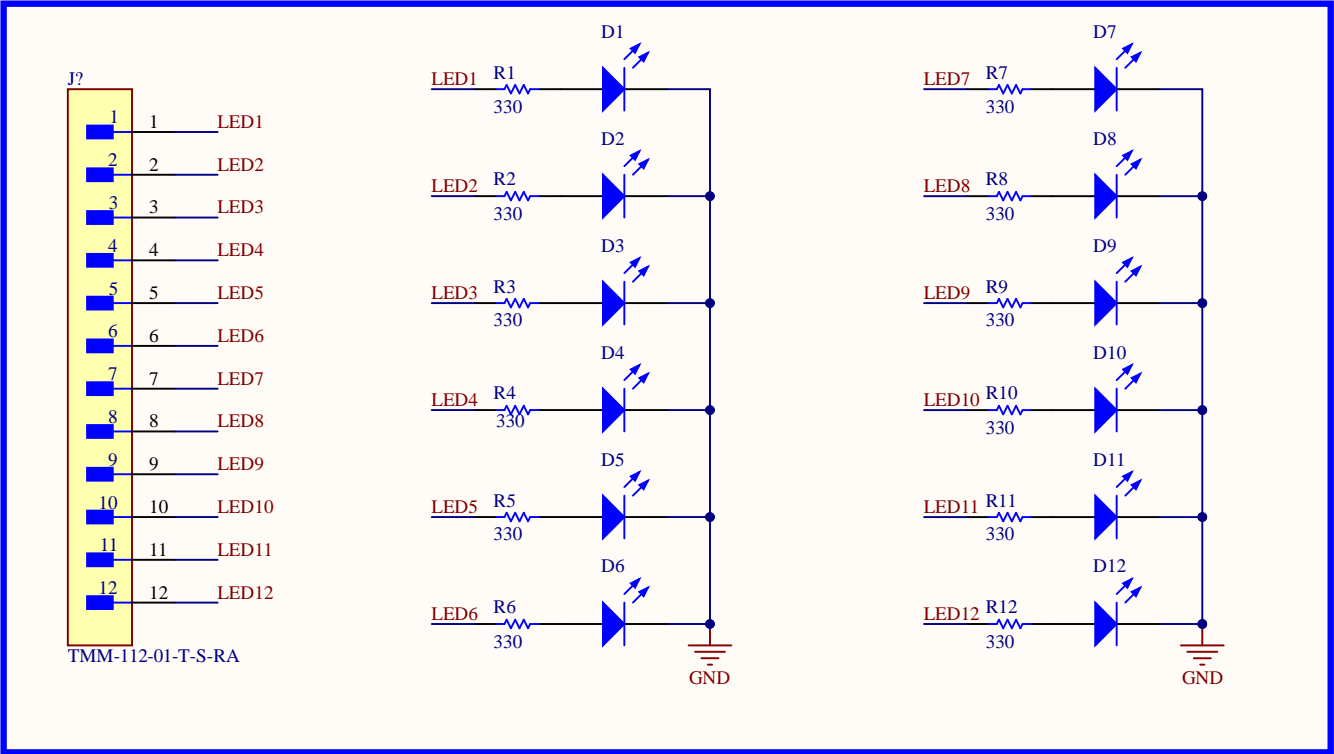 J?
1 1 LED1
2 2 LED2
3 3 LED3
4 4 LED4
5 5 LED5
6 6 LED6
7 7 LED7
8 8 LED8
9 9 LED9
10 10 LED10
11 11 LED11
12 12 LED12
TMM-112-01-T-S-RA
D1
LED1 R1
330
D2
LED2 R2
330
D3
LED3 R3
330
D4
LED4 R4
330
D5
LED5 R5
330
D6
LED6 R6
330
GND
D7
LED7 R7
330
D8
LED8 R8
330
D9
LED9 R9
330
D10
LED10 R10
330
D11
LED11 R11
330
D12
LED12 R12
330
GND